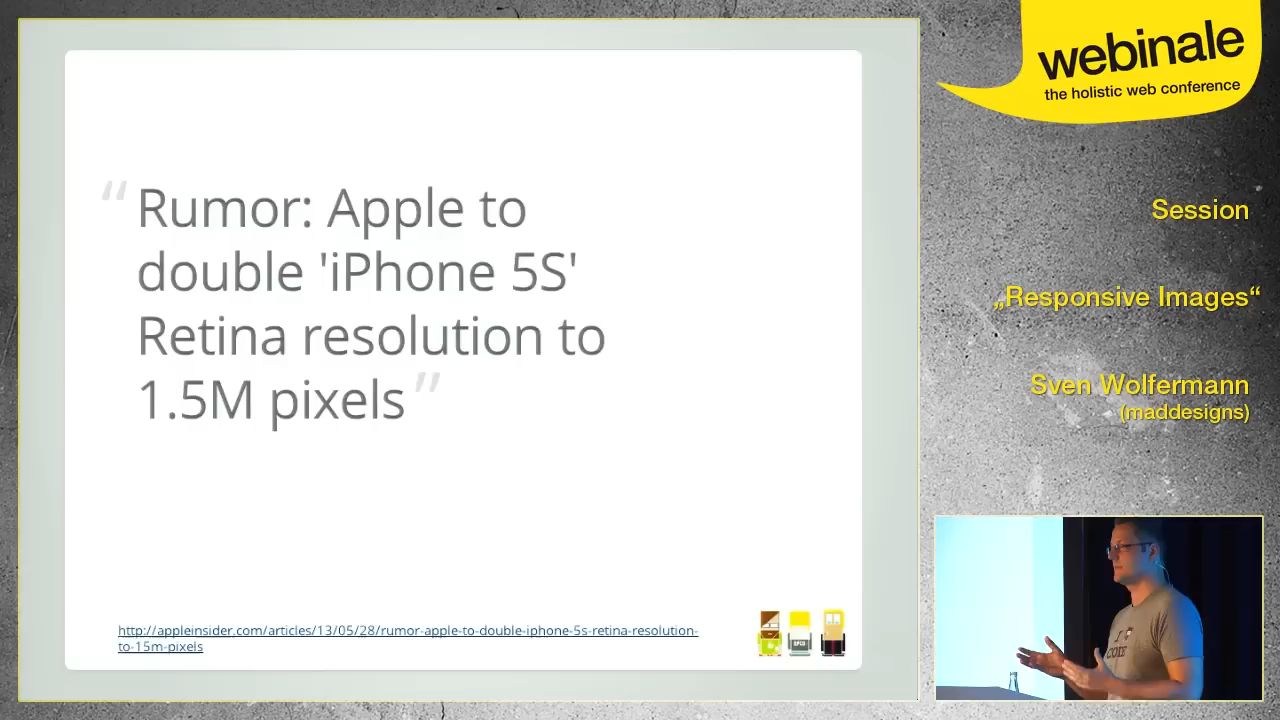 “Rumor: Apple to
double 'iPhone 5S'
Retina resolution to
1.5M pixels”
http://appleinsider.com/articles/13/05/28/rumor-apple-to-double-iphone-5s-retina-resolution-
to-15m-pixels
webinale
the holistic web conference
Session
„Responsive Images“
Sven Wolfermann
(maddesigns)